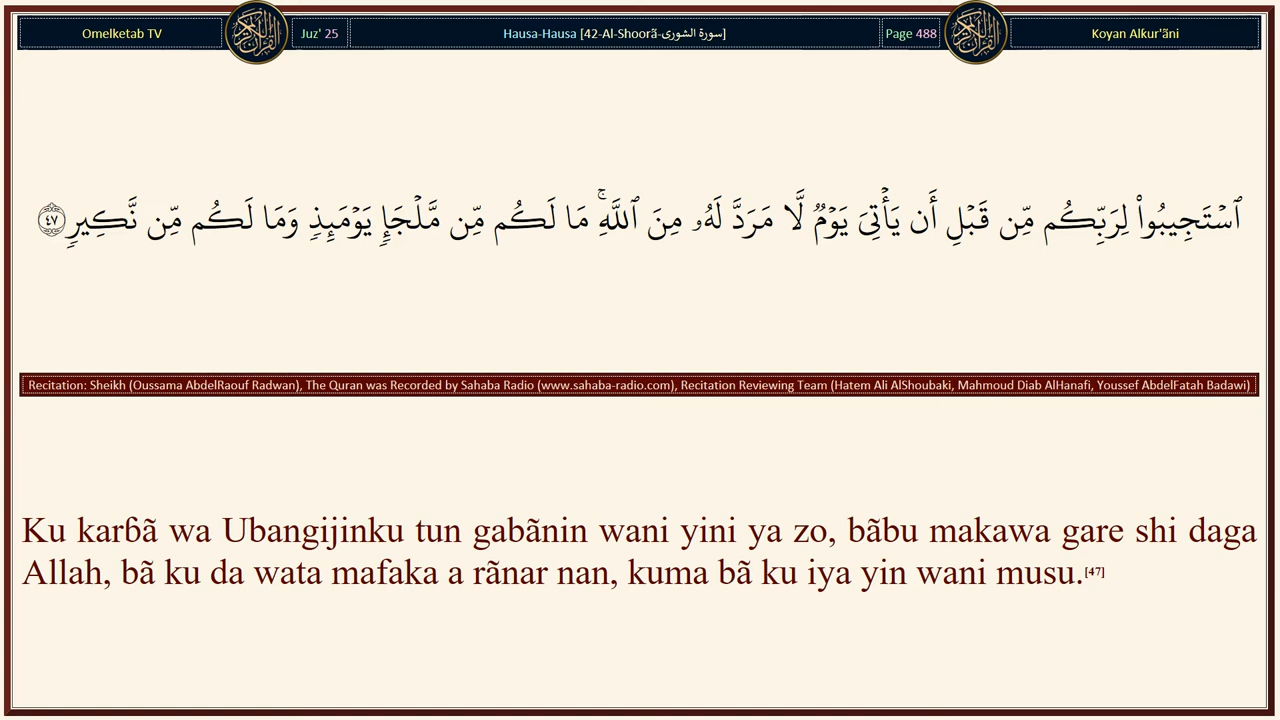 Omelketab TV
Juz' 25
Hausa-Hausa [42-Al-Shoorã-سورة الشورى]
Page 488
Koyan Alƙur'ãni
ٱسۡتَجِيبُواْ لِرَبِّكُم مِّن قَبۡلِ أَن يَأۡتِيَ يَوۡمٞ لَّا مَرَدَّ لَهُۥ مِنَ ٱللَّهِۚ مَا لَكُم مِّن مَّلۡجَإٖ يَوۡمَئِذٖ وَمَا لَكُم مِّن نَّكِيرٖ ٤٧
Recitation: Sheikh (Oussama AbdelRaouf Radwan), The Quran was Recorded by Sahaba Radio (www.sahaba-radio.com), Recitation Reviewing Team (Hatem Ali AlShoubaki, Mahmoud Diab AlHanafi, Youssef AbdelFatah Badawi)
Ku karɓã wa Ubangijinku tun gabãnin wani yini ya zo, bãbu makawa gare shi daga
Allah, bã ku da wata mafaka a rãnar nan, kuma bã ku iya yin wani musu.[47]